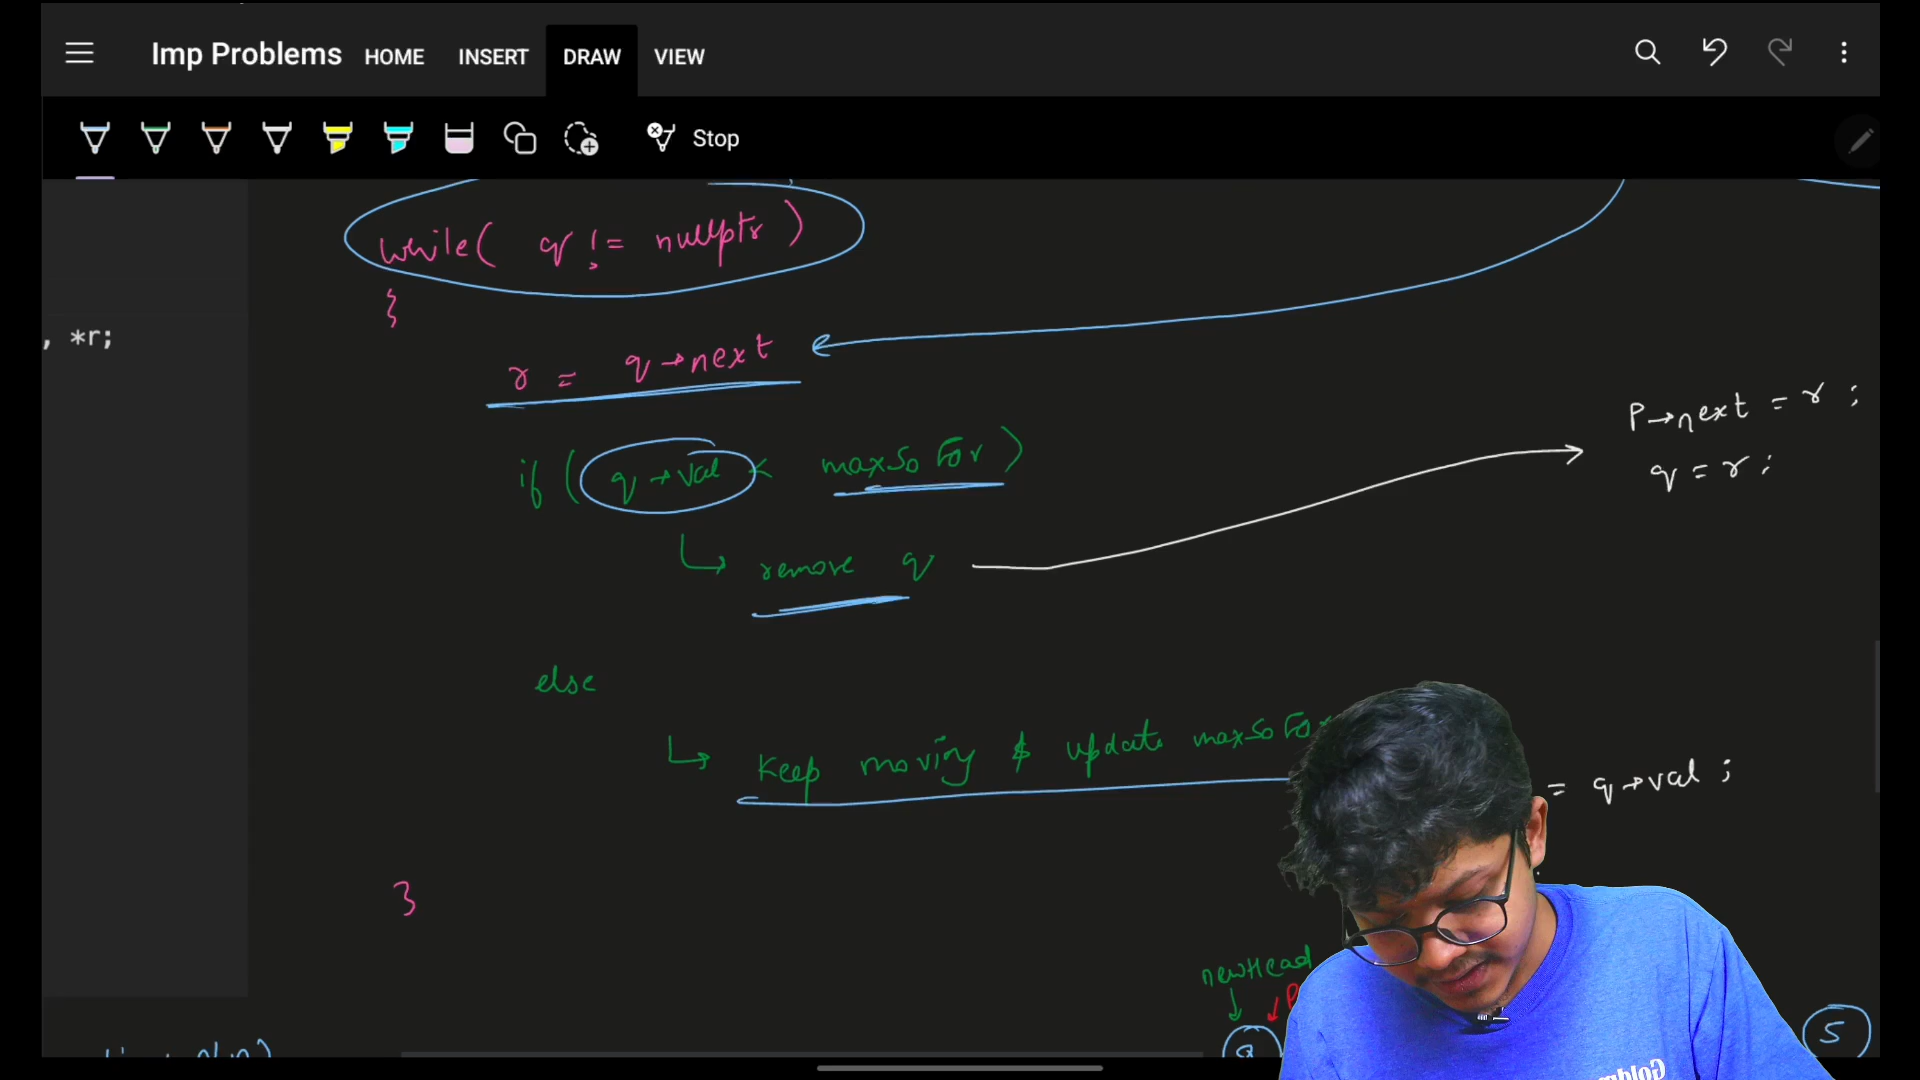 Imp Problems HOME INSERT DRAW VIEW
Stop
while( q != nullptr )
{
, *r;
r = q→next
if ( q→val < maxSoFar )
p→next = r ;
q = r ;
remove q
else
Keep moving & update maxSoFar
= q→val ;
}
newHead
P
5